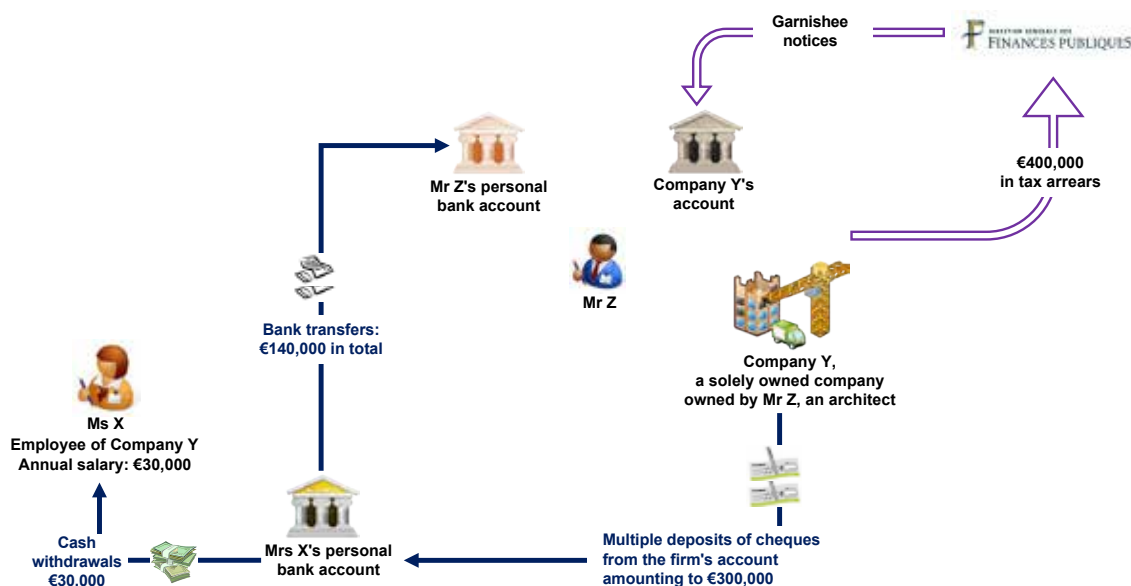 Garnishee
notices
DIRECTION GÉNÉRALE DES
FINANCES PUBLIQUES
€400,000
in tax arrears
Mr Z's personal
bank account
Company Y's
account
Mr Z
Bank transfers:
€140,000 in total
Company Y,
a solely owned company
owned by Mr Z, an architect
Ms X
Employee of Company Y
Annual salary: €30,000
Cash
withdrawals
€30.000
Mrs X's personal
bank account
Multiple deposits of cheques
from the firm's account
amounting to €300,000